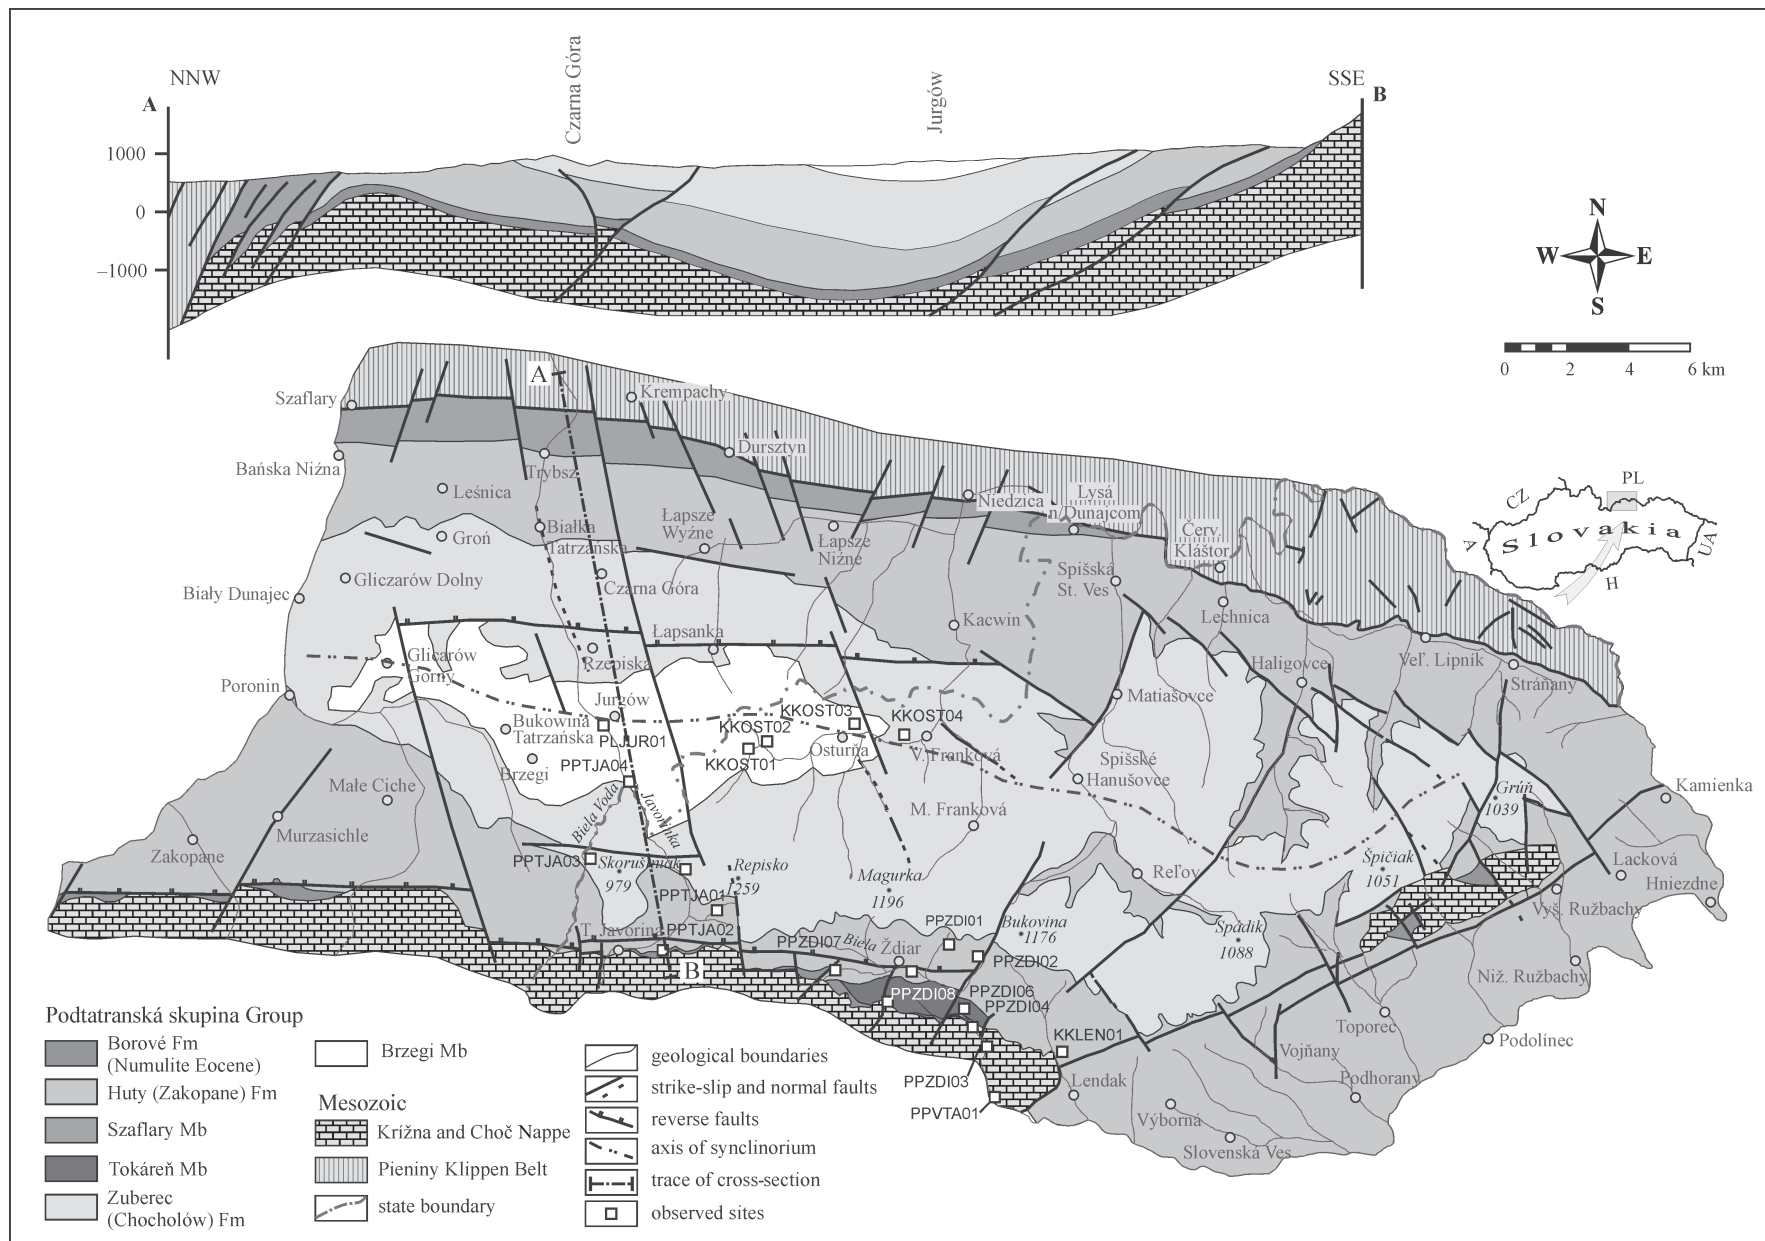 NNW
SSE
A
B
Czarna Góra
Jurgów
1000
0
–1000
N
W
E
S
0
2
4
6 km
A
Szaflary
Krempachy
Dursztyn
Bańska Niżna
Trybsz
Leśnica
Niedzica
Lysá
n/Dunajcom
Białka
Tatrzańska
Łapsze
Wyżne
Łapsze
Niżne
Červ.
Kláštor
Groń
Gliczarów Dolny
Czarna Góra
Spišská
St. Ves
Biały Dunajec
Lechnica
Kacwin
Łapsanka
Glicarów
Górny
Rzepiska
Haligovce
Veľ. Lipník
Stráňany
Poronin
Jurgów
Matiašovce
KKOST03
KKOST04
KKOST02
Bukowina
Tatrzańska
PLJUR01
Osturňa
V. Franková
KKOST01
PPTJA04
Brzegi
Spišské
Hanušovce
Małe Ciche
Biela Voda
Javorinka
M. Franková
Grúň
1039
Kamienka
Murzasichle
Zakopane
PPTJA03
Skorušiniak
979
Repisko
1259
Magurka
1196
Reľov
Špičiak
1051
Lacková
Hniezdne
PPTJA01
Vyš. Ružbachy
T. Javorina
PPTJA02
PPZDI07
Biela
Ždiar
PPZDI01
Bukovina
1176
Spádik
1088
PPZDI02
B
Niž. Ružbachy
PPZDI08
PPZDI06
PPZDI04
Toporec
KKLEN01
Vojňany
Podolínec
PPZDI03
Lendak
Podhorany
PPVTA01
Výborná
Slovenská Ves
CZ
PL
A
Slovakia
UA
H
Podtatranská skupina Group
Borové Fm
(Numulite Eocene)
Huty (Zakopane) Fm
Szaflary Mb
Tokáreň Mb
Zuberec
(Chochołów) Fm
Brzegi Mb
Mesozoic
Krížna and Choč Nappe
Pieniny Klippen Belt
state boundary
geological boundaries
strike-slip and normal faults
reverse faults
axis of synclinorium
trace of cross-section
observed sites